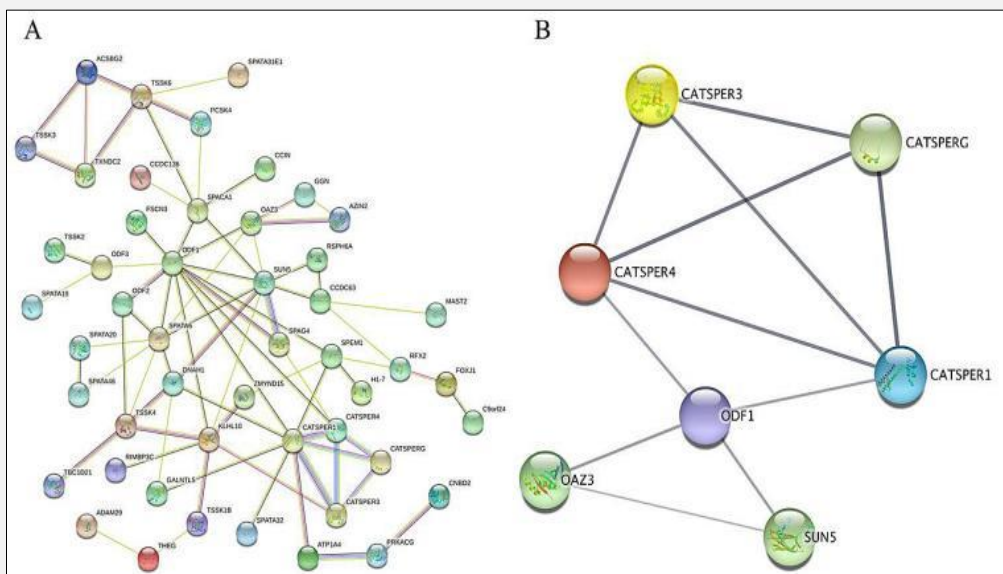 A
B
ACSBG2
SPATA31E1
TSSK6
PCSK4
TSSK3
TXNDC2
CCDC136
CCIN
GGN
SPACA1
AZIN2
OAZ3
FSCN3
TSSK2
ODF3
ODF1
RSPH6A
SUN5
SPATA19
ODF2
CCDC63
MAST2
SPATA6
SPAG4
SPATA20
SPEM1
RFX2
FOXJ1
DNAH1
SPATA46
ZMYND15
H1-7
C9orf24
TSSK4
KLHL10
CATSPER1
CATSPER4
CATSPERG
TBC1D21
RIMBP3C
GALNTL5
CATSPER3
CNBD2
ADAM29
TSSK1B
SPATA32
THEG
ATP1A4
PRKACG
CATSPER3
CATSPERG
CATSPER4
CATSPER1
ODF1
OAZ3
SUN5